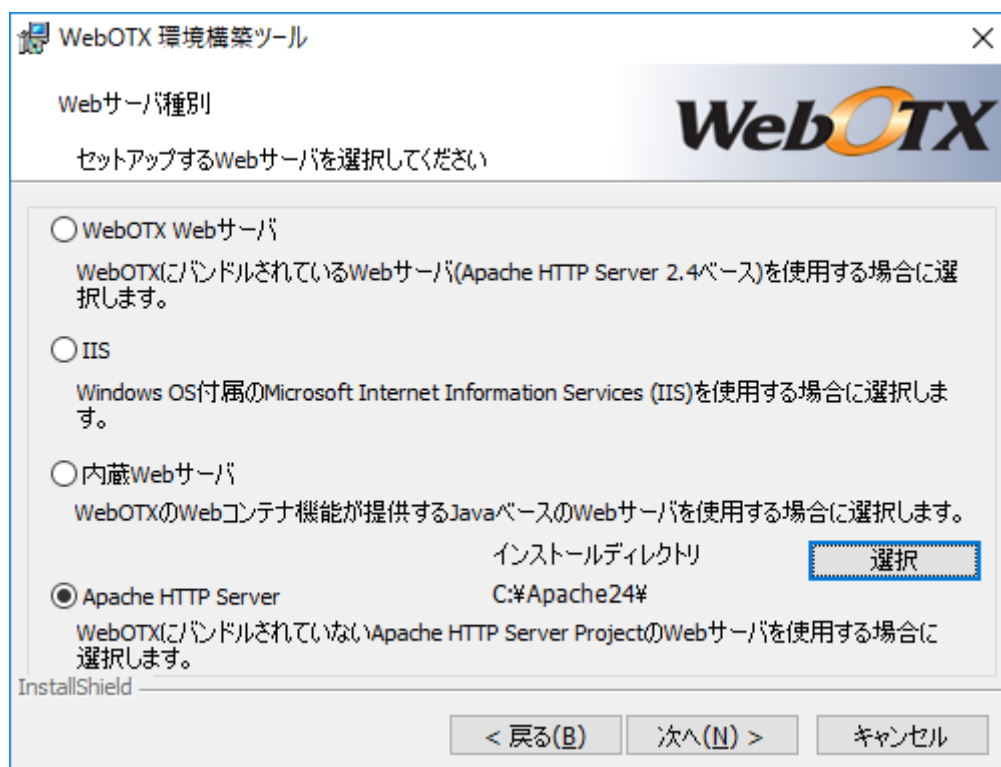 WebOTX 環境構築ツール
Webサーバ種別
WebOTX
セットアップするWebサーバを選択してください
WebOTX Webサーバ
WebOTXにバンドルされているWebサーバ(Apache HTTP Server 2.4ベース)を使用する場合に選
択します。
IIS
Windows OS付属のMicrosoft Internet Information Services (IIS)を使用する場合に選択しま
す。
内蔵Webサーバ
WebOTXのWebコンテナ機能が提供するJavaベースのWebサーバを使用する場合に選択します。
インストールディレクトリ
選択
Apache HTTP Server
C:¥Apache24¥
WebOTXにバンドルされていないApache HTTP Server ProjectのWebサーバを使用する場合に
選択します。
InstallShield
< 戻る(B)
次へ(N) >
キャンセル